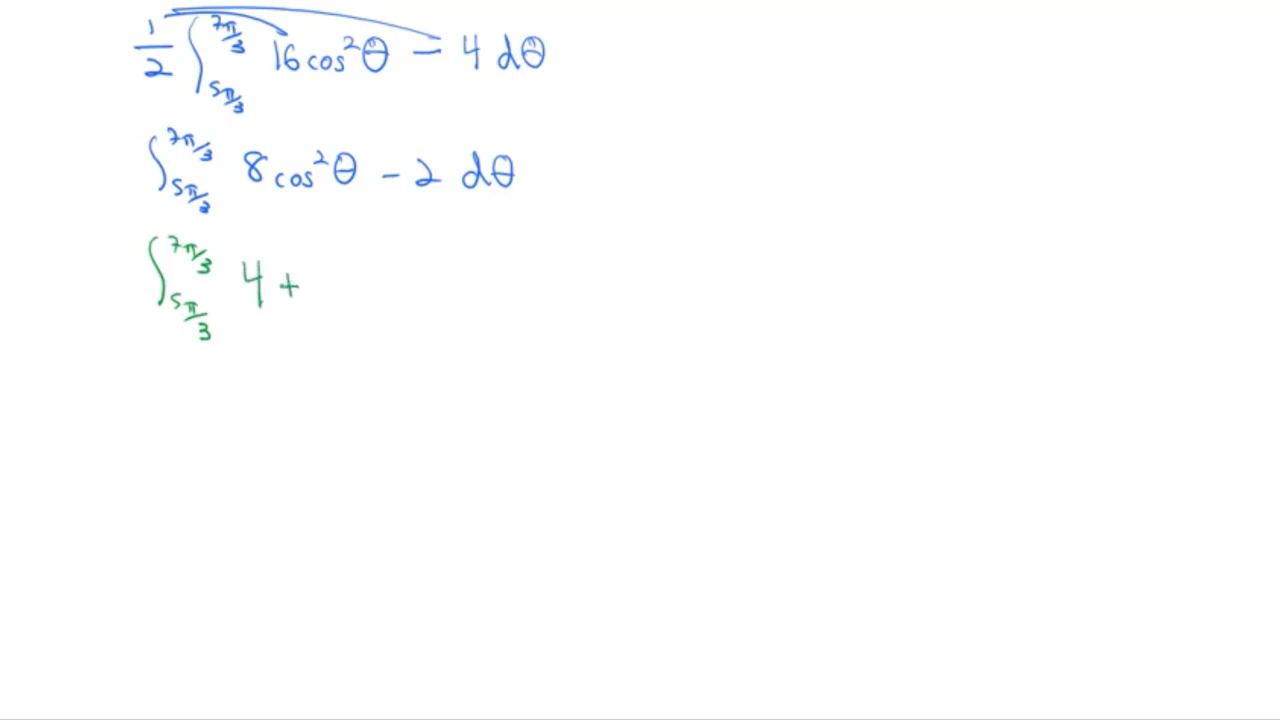 1/2 ∫_{5π/3}^{7π/3} 16cos²θ − 4 dθ
∫_{5π/3}^{7π/3} 8cos²θ − 2 dθ
∫_{5π/3}^{7π/3} 4 +